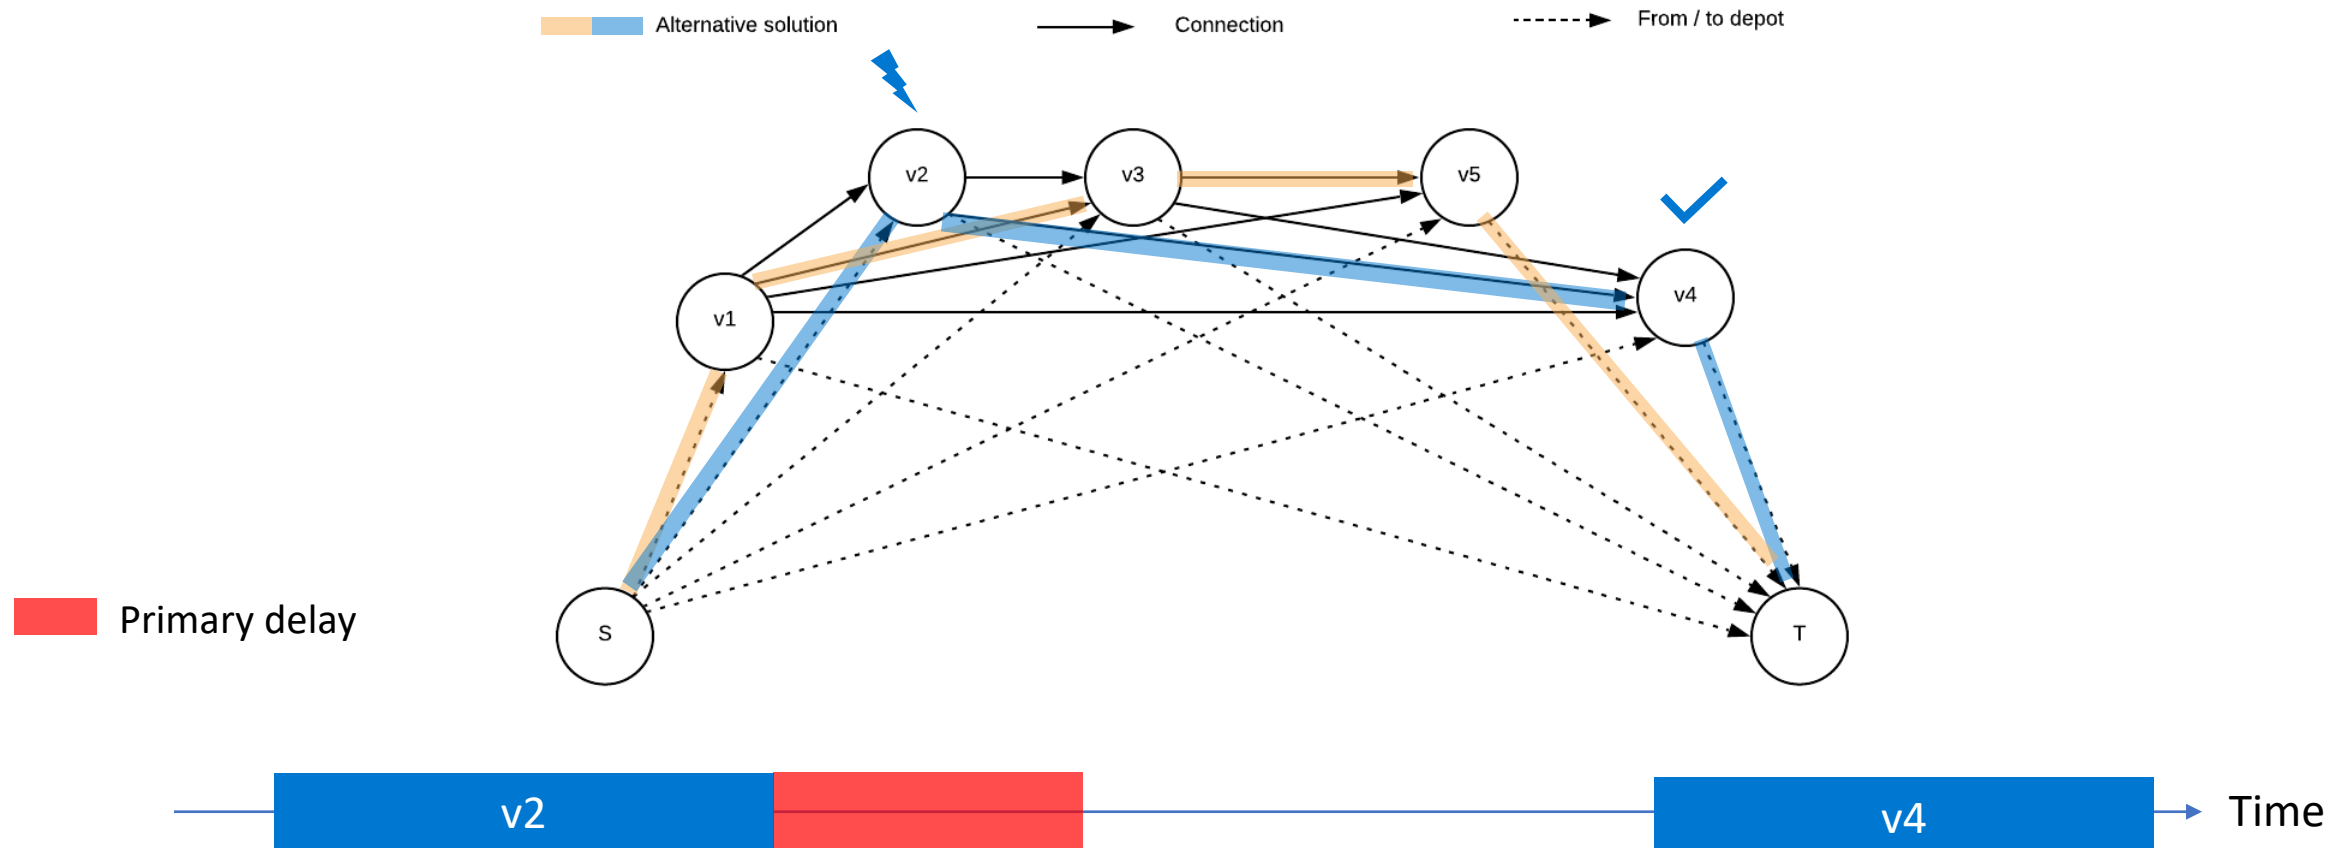 Alternative solution
Connection
From / to depot
v2
v3
v5
v4
v1
S
T
Primary delay
v2
v4
Time